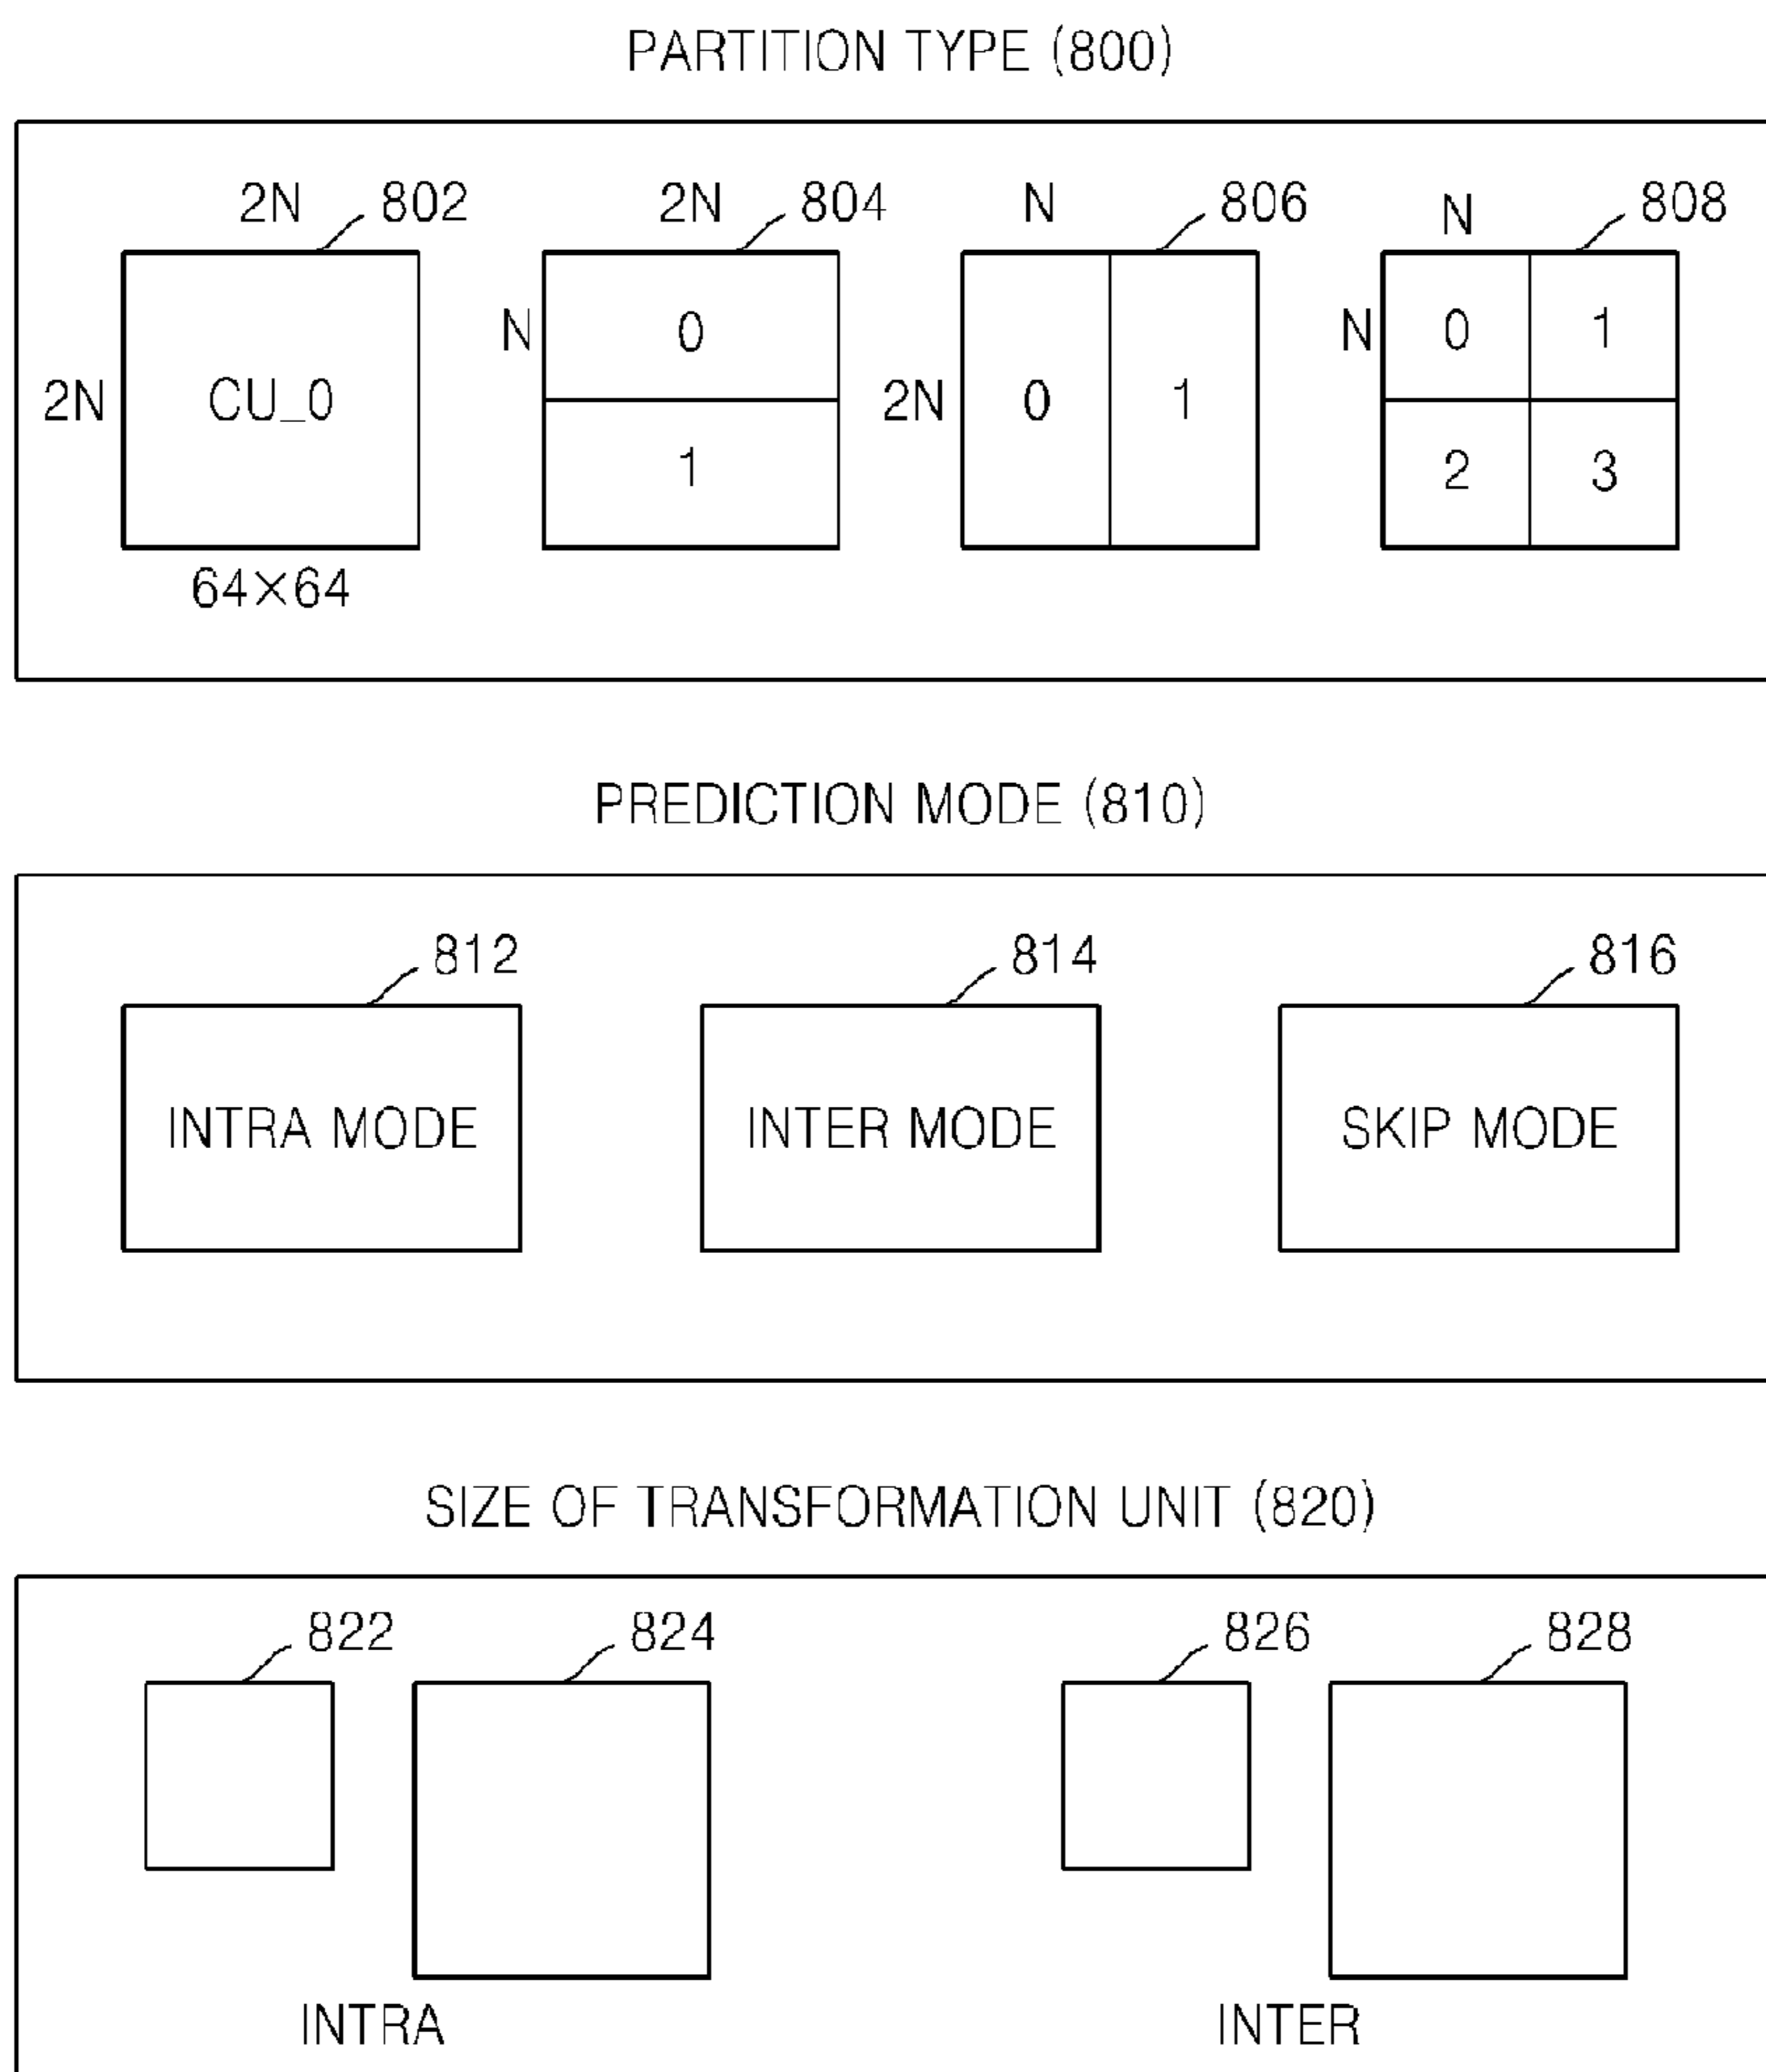 PARTITION TYPE (800)
2N 802 2N 804 N 806 N 808
N 0 N 0 1
2N CU_0 2N 0 1
1 2 3
64×64
PREDICTION MODE (810)
812 814 816
INTRA MODE INTER MODE SKIP MODE
SIZE OF TRANSFORMATION UNIT (820)
822 824 826 828
INTRA INTER